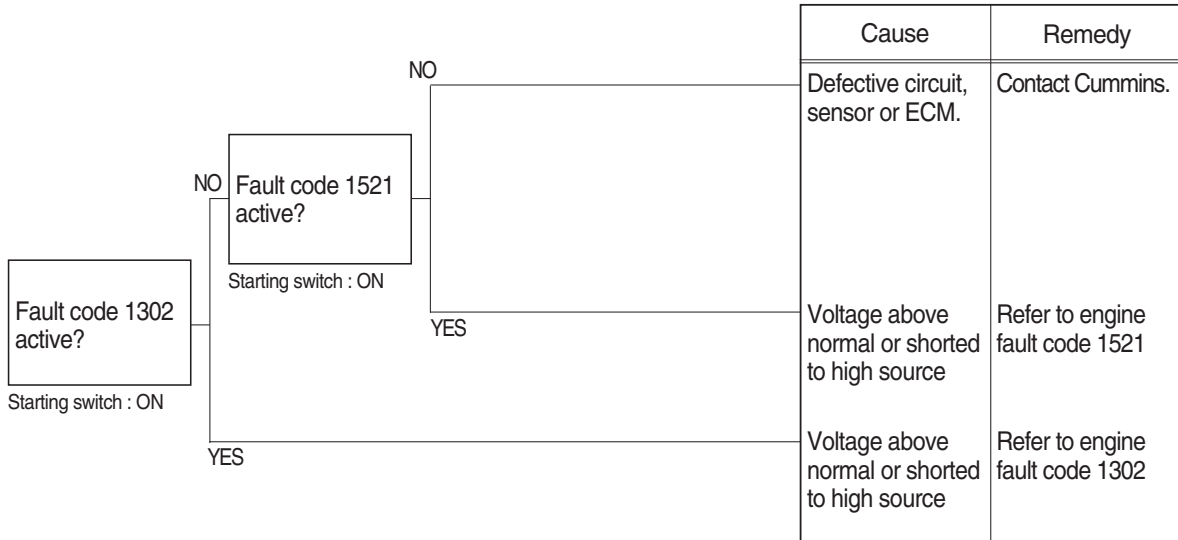 Cause
Remedy
NO
Defective circuit,
sensor or ECM.
Contact Cummins.
NO
Fault code 1521
active?
Starting switch : ON
Fault code 1302
active?
Starting switch : ON
YES
Voltage above
normal or shorted
to high source
Refer to engine
fault code 1521
YES
Voltage above
normal or shorted
to high source
Refer to engine
fault code 1302